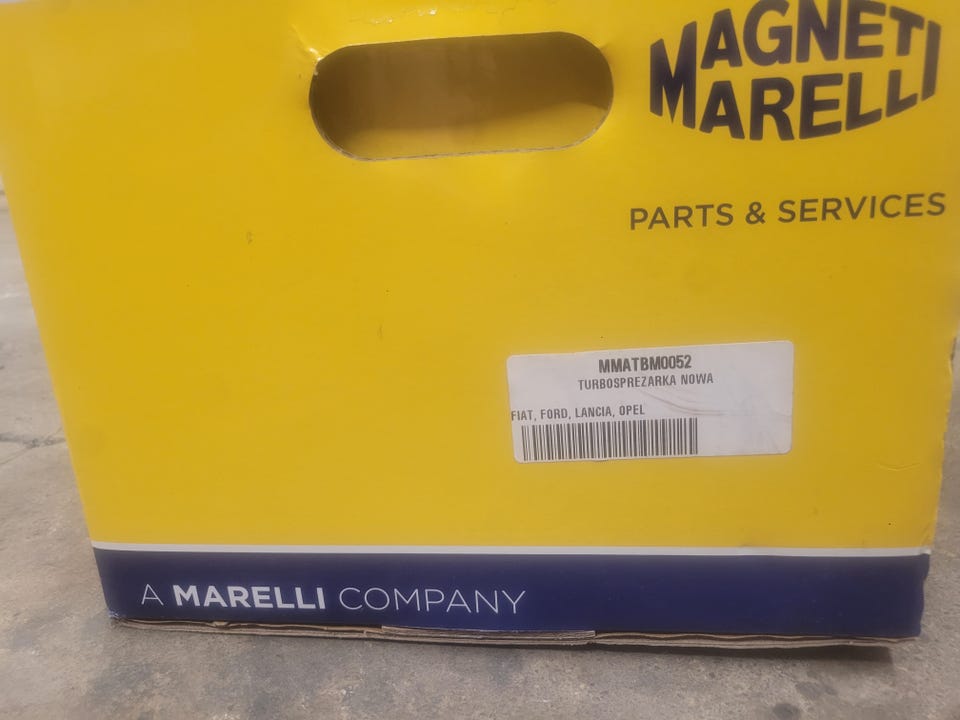 MAGNETI
MARELLI
PARTS & SERVICES
MMATBM0052
TURBOSPREZARKA NOWA
FIAT, FORD, LANCIA, OPEL
A MARELLI COMPANY